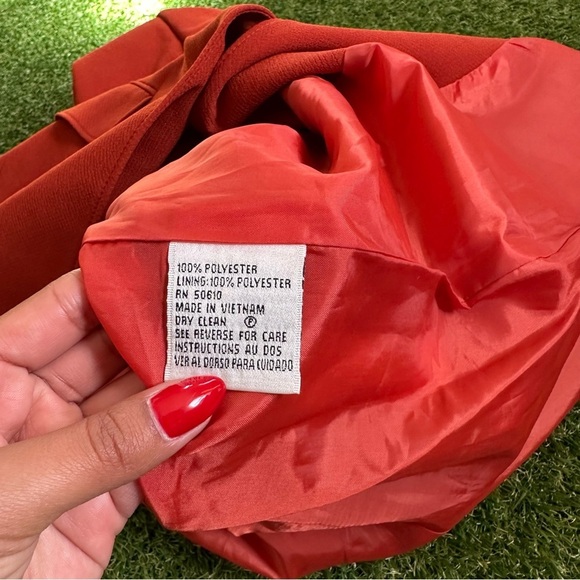 100% POLYESTER
LINING:100% POLYESTER
RN 50610
MADE IN VIETNAM
DRY CLEAN Ⓟ
SEE REVERSE FOR CARE
INSTRUCTIONS AU DOS
VER AL DORSO PARA CUIDADO